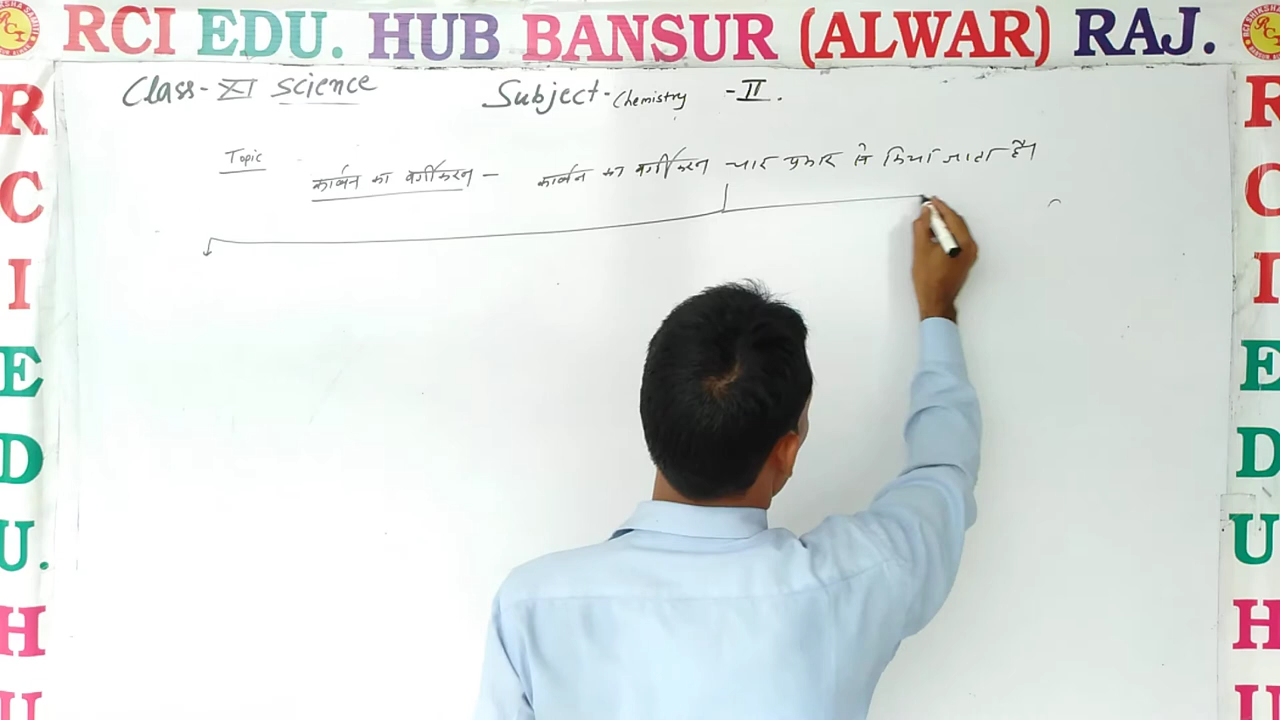 RCI EDU. HUB BANSUR (ALWAR) RAJ.
Class - XI science
Subject - Chemistry - II.
Topic
कार्बन का वर्गीकरण - कार्बन का वर्गीकरण चार प्रकार से किया जाता है।
R
C
I
E
D
U.
H
U
R
C
I
E
D
U
H
U